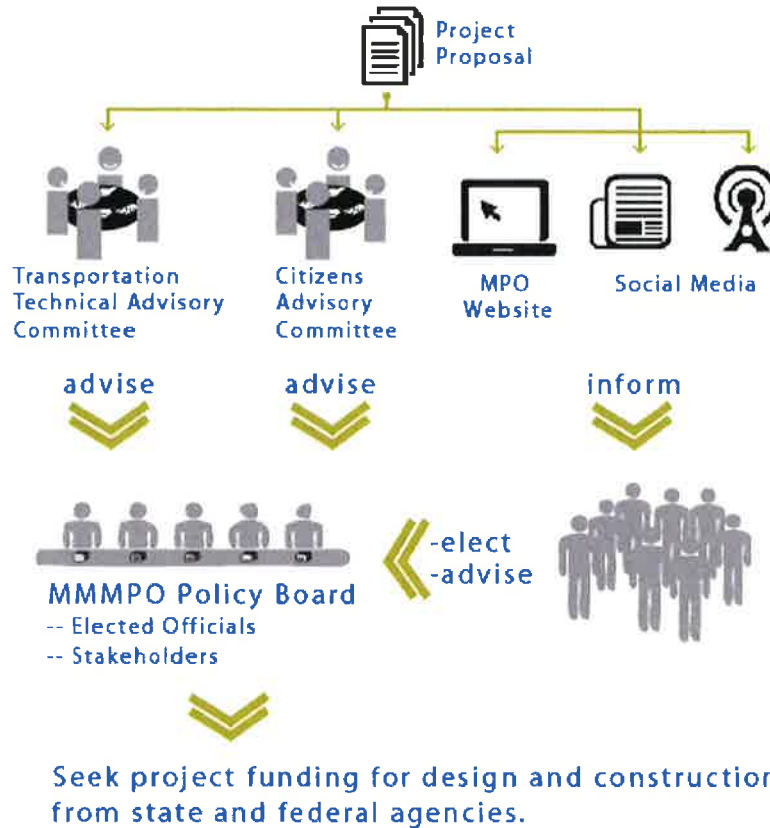 Project
Proposal
Transportation
Technical Advisory
Committee
Citizens
Advisory
Committee
MPO
Website
Social Media
advise
advise
inform
-elect
-advise
MMMPO Policy Board
-- Elected Officials
-- Stakeholders
Seek project funding for design and construction
from state and federal agencies.